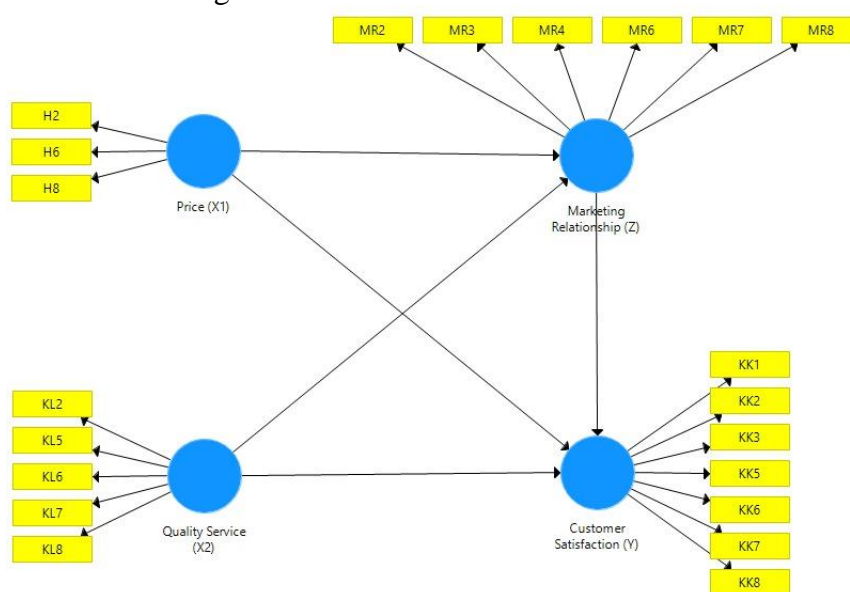 MR2
MR3
MR4
MR6
MR7
MR8
H2
H6
H8
Price (X1)
Marketing
Relationship (Z)
KL2
KL5
KL6
KL7
KL8
Quality Service
(X2)
Customer
Satisfaction (Y)
KK1
KK2
KK3
KK5
KK6
KK7
KK8